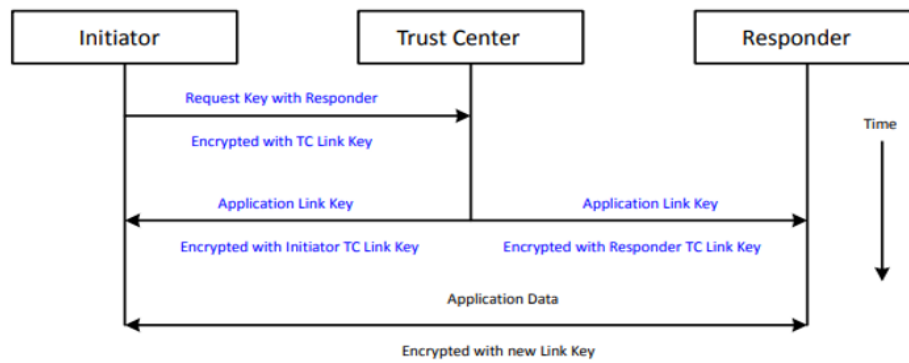 Initiator
Trust Center
Responder
Request Key with Responder
Time
Encrypted with TC Link Key
Application Link Key
Application Link Key
Encrypted with Initiator TC Link Key
Encrypted with Responder TC Link Key
Application Data
Encrypted with new Link Key